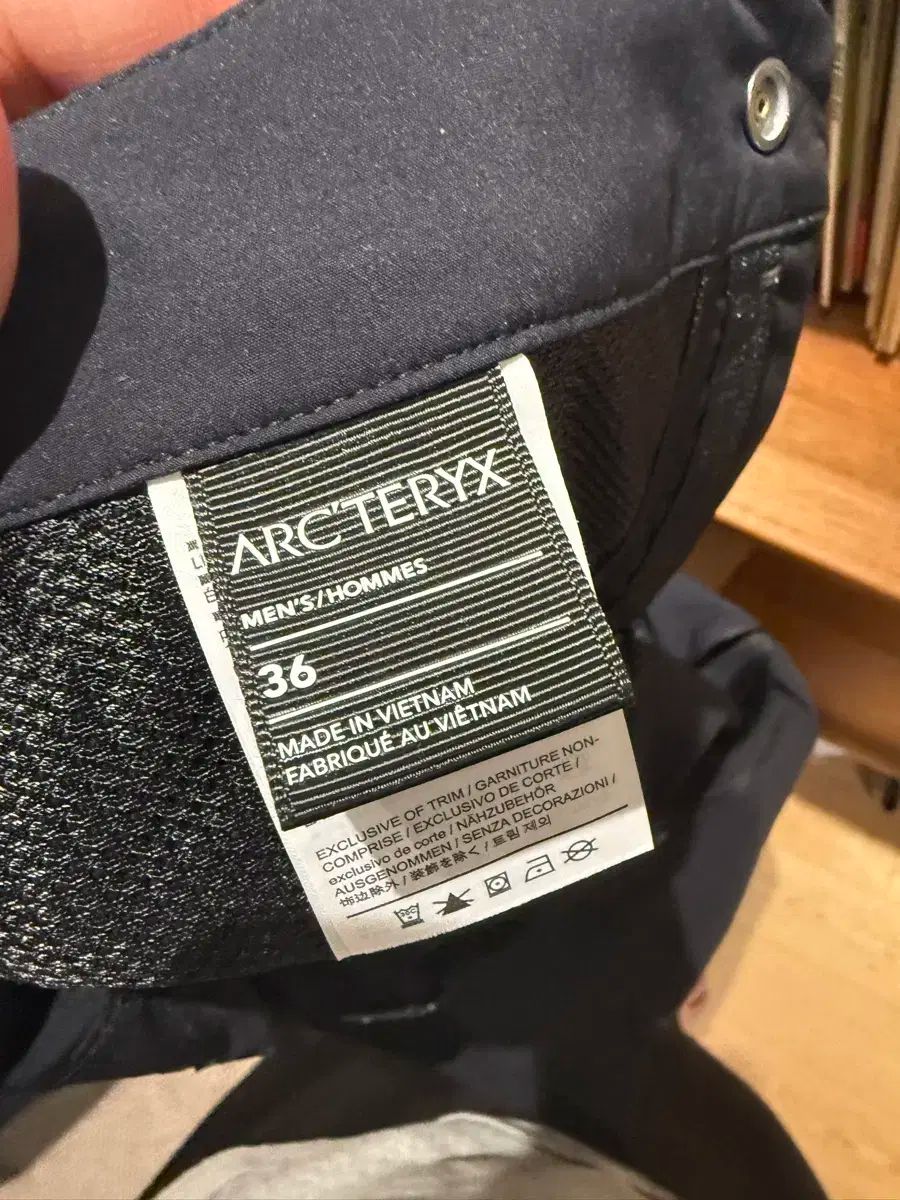 ARC'TERYX
MEN'S/HOMMES
36
MADE IN VIETNAM
FABRIQUÉ AU VIÊTNAM
EXCLUSIVE OF TRIM / GARNITURE NON-
COMPRISE / EXCLUSIVO DE CORTE /
exclusivo de corte / NÄHZUBEHÖR
AUSGENOMMEN / SENZA DECORAZIONI /
饰边除外 / 装飾を除く / 트림 제외
30C